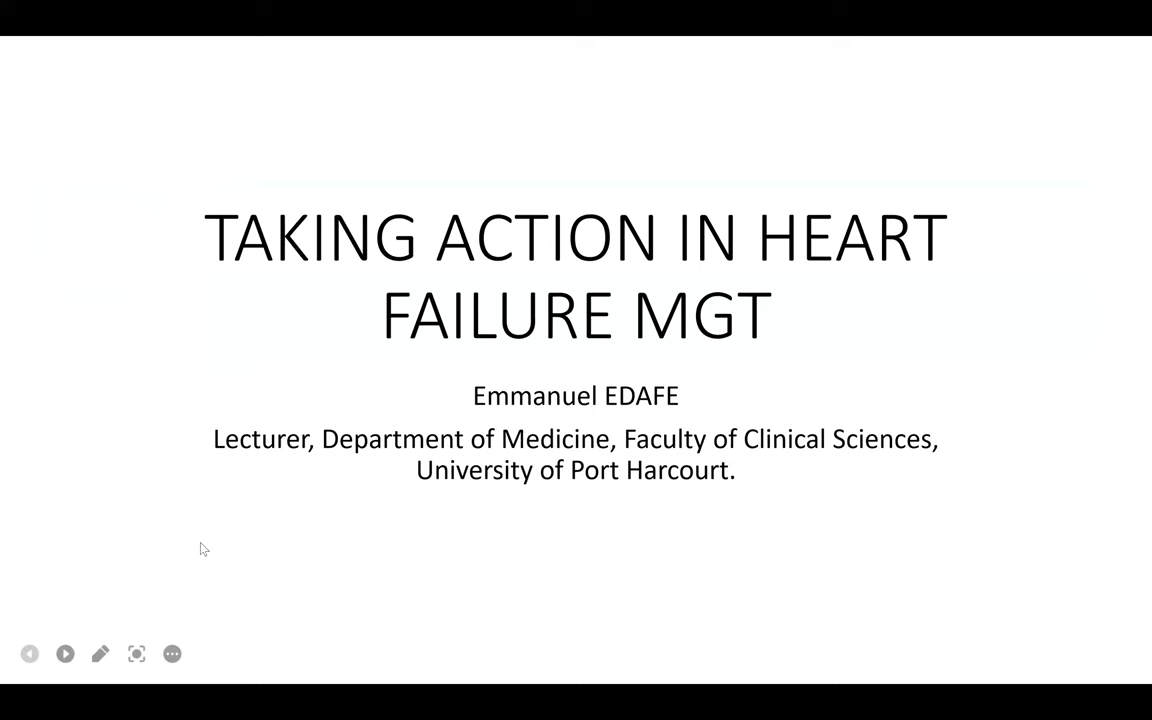 TAKING ACTION IN HEART
FAILURE MGT
Emmanuel EDAFE
Lecturer, Department of Medicine, Faculty of Clinical Sciences,
University of Port Harcourt.